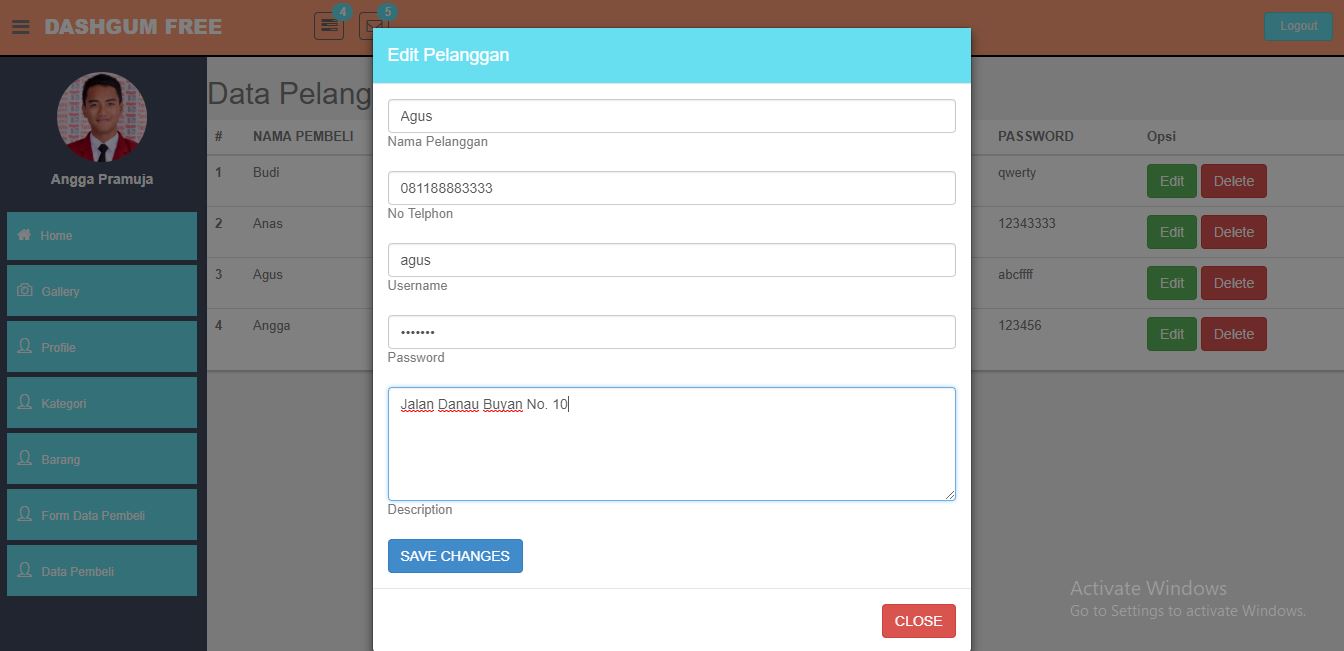 DASHGUM FREE
4
5
Logout
Angga Pramuja
Home
Gallery
Profile
Kategori
Barang
Form Data Pembeli
Data Pembeli
Data Pelang
# NAMA PEMBELI PASSWORD Opsi
1 Budi qwerty Edit Delete
2 Anas 12343333 Edit Delete
3 Agus abcffff Edit Delete
4 Angga 123456 Edit Delete
Edit Pelanggan
Agus
Nama Pelanggan
081188883333
No Telphon
agus
Username
•••••••
Password
Jalan Danau Buyan No. 10
Description
SAVE CHANGES
CLOSE
Activate Windows
Go to Settings to activate Windows.